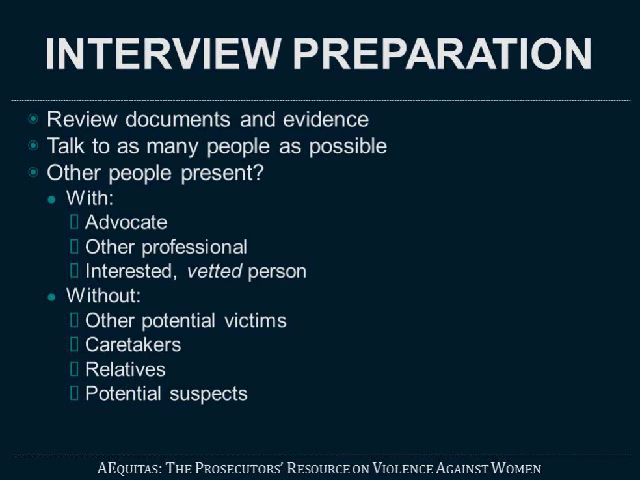 INTERVIEW PREPARATION
Review documents and evidence
Talk to as many people as possible
Other people present?
With:
Advocate
Other professional
Interested, vetted person
Without:
Other potential victims
Caretakers
Relatives
Potential suspects
AEQUITAS: THE PROSECUTORS' RESOURCE ON VIOLENCE AGAINST WOMEN